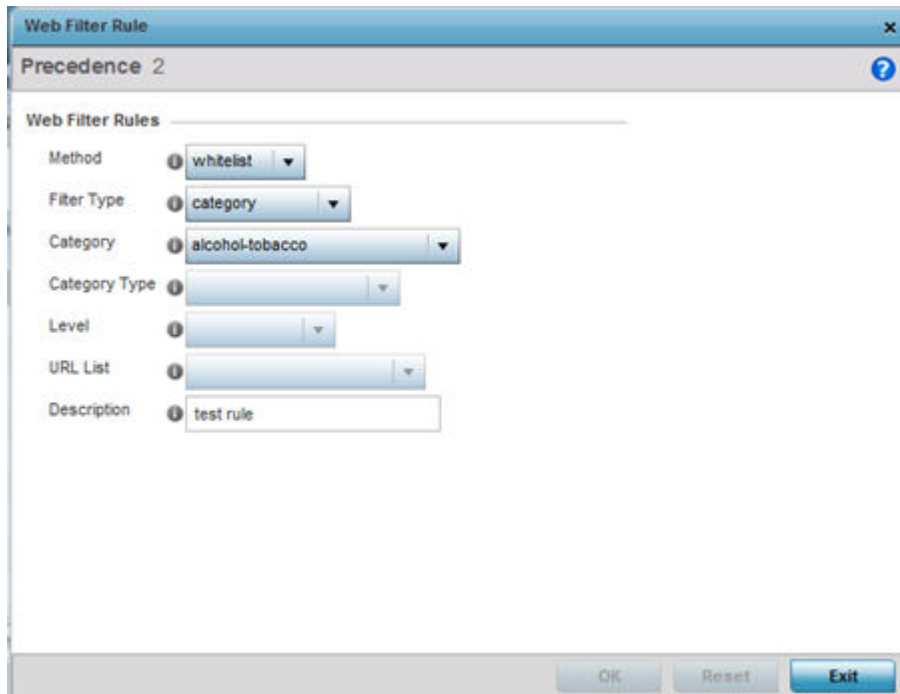 Web Filter Rule ×
Precedence 2 ?
Web Filter Rules
Method i whitelist
Filter Type i category
Category i alcohol-tobacco
Category Type i
Level i
URL List i
Description i test rule
OK Reset Exit